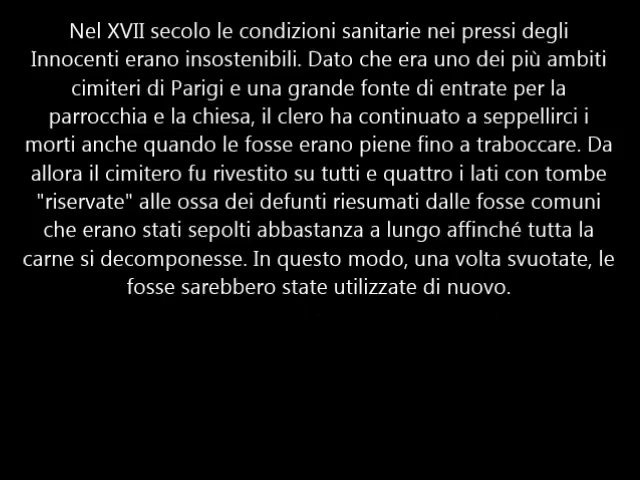 Nel XVII secolo le condizioni sanitarie nei pressi degli
Innocenti erano insostenibili. Dato che era uno dei più ambiti
cimiteri di Parigi e una grande fonte di entrate per la
parrocchia e la chiesa, il clero ha continuato a seppellirci i
morti anche quando le fosse erano piene fino a traboccare. Da
allora il cimitero fu rivestito su tutti e quattro i lati con tombe
"riservate" alle ossa dei defunti riesumati dalle fosse comuni
che erano stati sepolti abbastanza a lungo affinché tutta la
carne si decomponesse. In questo modo, una volta svuotate, le
fosse sarebbero state utilizzate di nuovo.